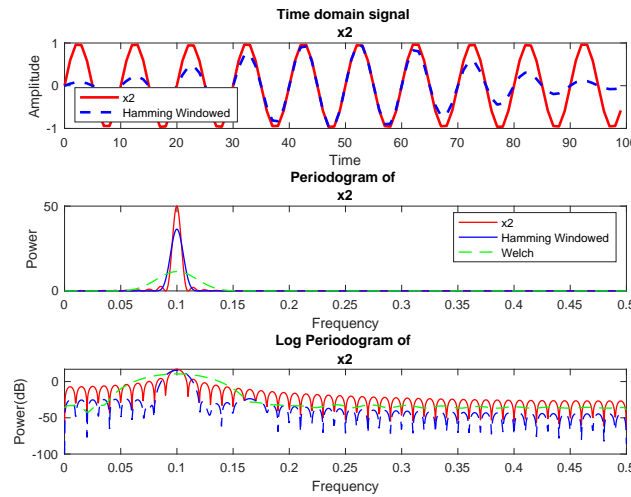 Time domain signal
x2
Amplitude
1
0
-1
x2
Hamming Windowed
0 10 20 30 40 50 60 70 80 90 100
Time
Periodogram of
x2
Power
50
0
x2
Hamming Windowed
Welch
0 0.05 0.1 0.15 0.2 0.25 0.3 0.35 0.4 0.45 0.5
Frequency
Log Periodogram of
x2
Power(dB)
0
-50
-100
0 0.05 0.1 0.15 0.2 0.25 0.3 0.35 0.4 0.45 0.5
Frequency